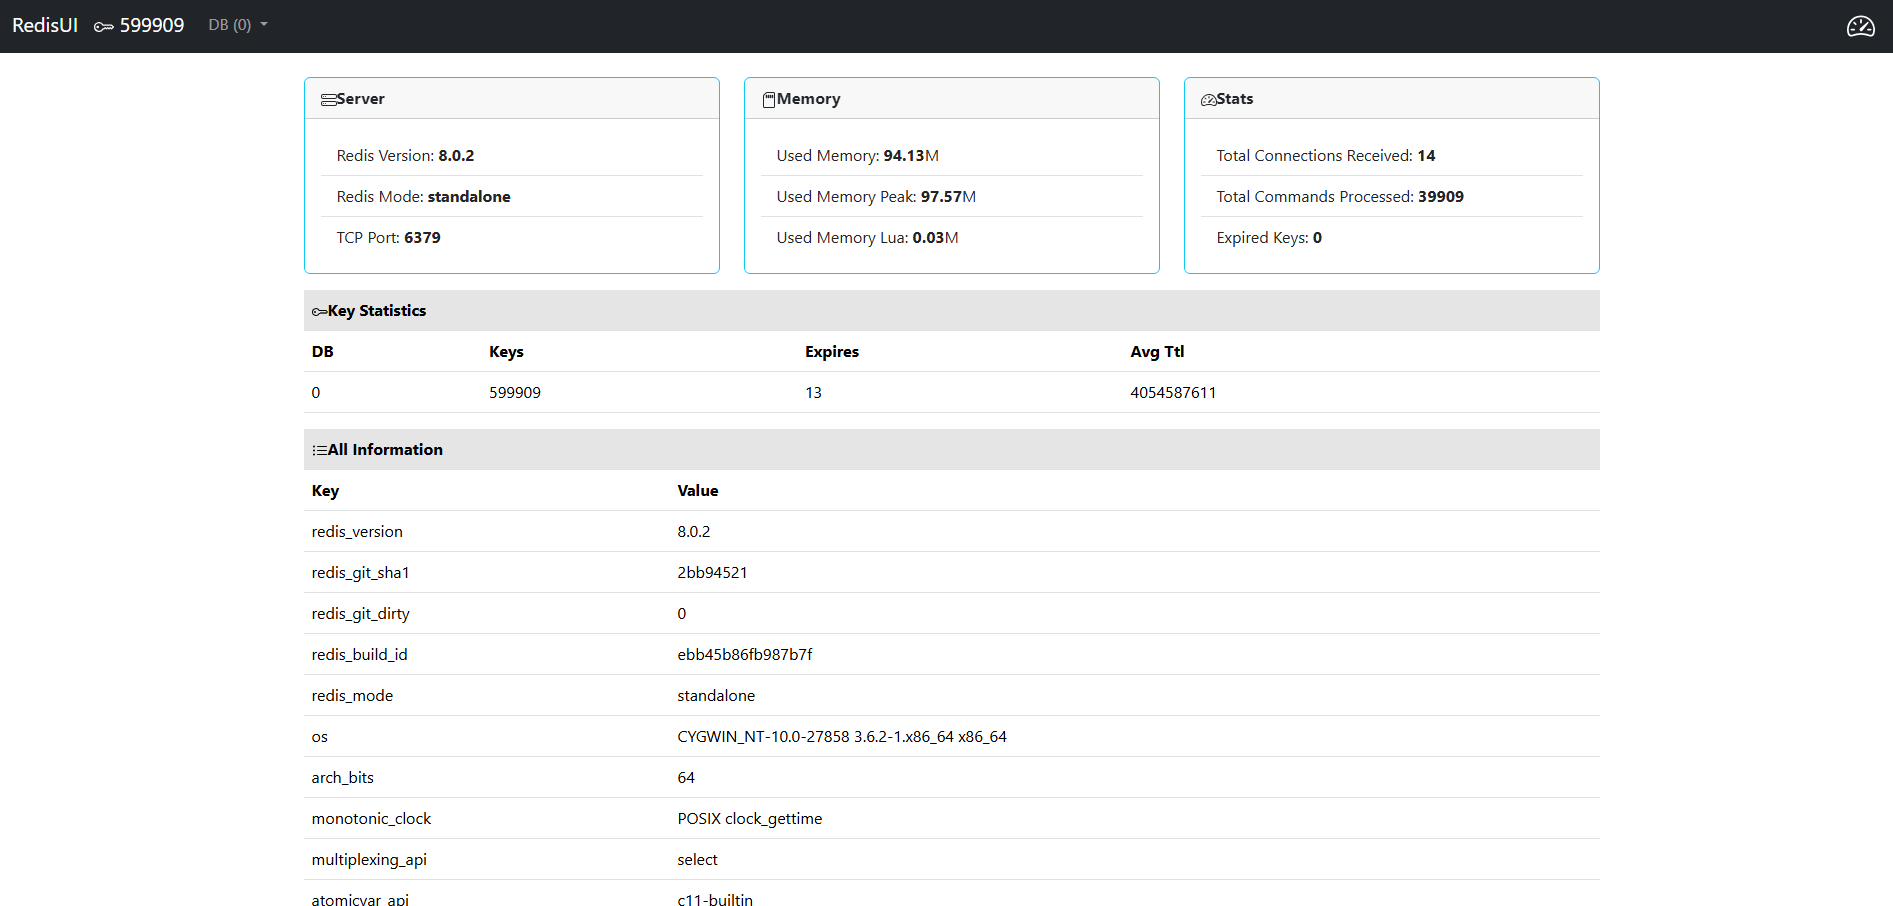 RedisUI 599909 DB (0)
Server
Redis Version: 8.0.2
Redis Mode: standalone
TCP Port: 6379
Memory
Used Memory: 94.13M
Used Memory Peak: 97.57M
Used Memory Lua: 0.03M
Stats
Total Connections Received: 14
Total Commands Processed: 39909
Expired Keys: 0
Key Statistics
DB Keys Expires Avg Ttl
0 599909 13 4054587611
All Information
Key Value
redis_version 8.0.2
redis_git_sha1 2bb94521
redis_git_dirty 0
redis_build_id ebb45b86fb987b7f
redis_mode standalone
os CYGWIN_NT-10.0-27858 3.6.2-1.x86_64 x86_64
arch_bits 64
monotonic_clock POSIX clock_gettime
multiplexing_api select
atomicvar_api c11-builtin